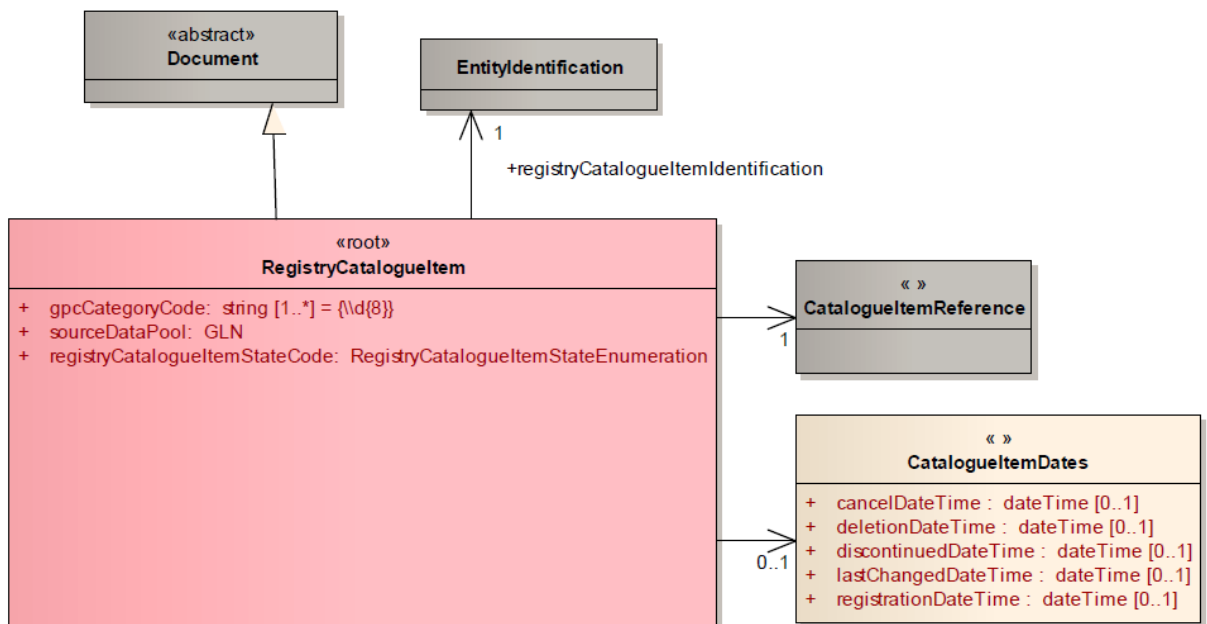 «abstract»
Document
EntityIdentification
1
+registryCatalogueItemIdentification
«root»
RegistryCatalogueItem
+ gpcCategoryCode: string [1..*] = {\\d{8}}
+ sourceDataPool: GLN
+ registryCatalogueItemStateCode: RegistryCatalogueItemStateEnumeration
« »
CatalogueItemReference
1
« »
CatalogueItemDates
+ cancelDateTime : dateTime [0..1]
+ deletionDateTime : dateTime [0..1]
+ discontinuedDateTime : dateTime [0..1]
+ lastChangedDateTime : dateTime [0..1]
+ registrationDateTime : dateTime [0..1]
0..1